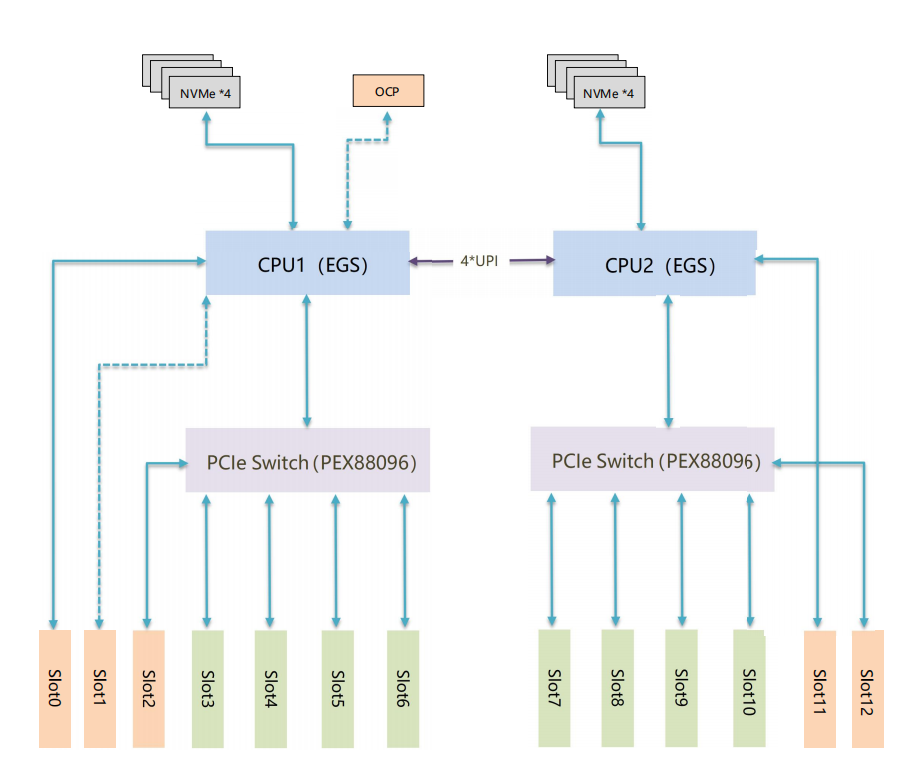 NVMe *4
OCP
NVMe *4
CPU1（EGS）
4*UPI
CPU2（EGS）
PCIe Switch（PEX88096）
PCIe Switch（PEX88096）
Slot0
Slot1
Slot2
Slot3
Slot4
Slot5
Slot6
Slot7
Slot8
Slot9
Slot10
Slot11
Slot12